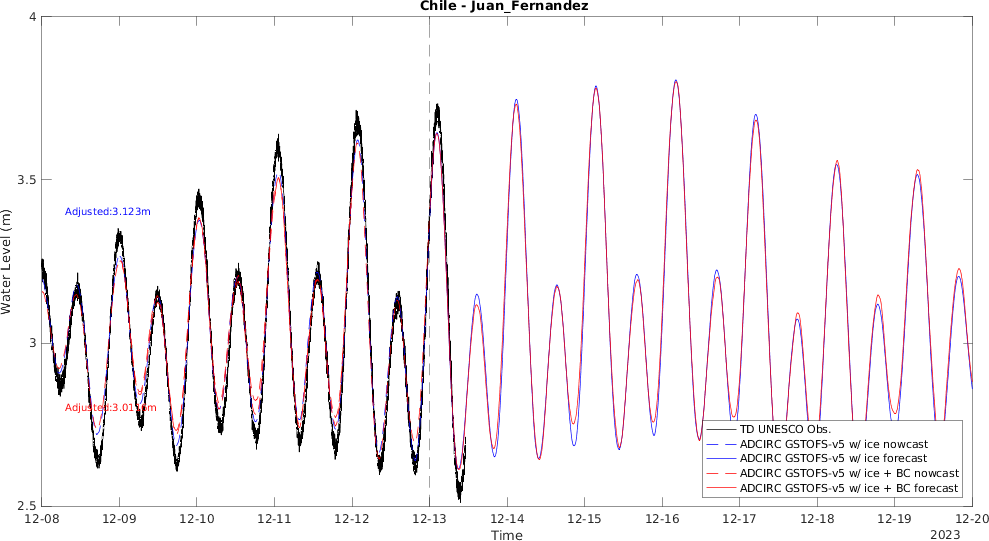 Chile - Juan_Fernandez
4
3.5
3
2.5
Water Level (m)
Adjusted:3.123m
TD UNESCO Obs.
ADCIRC GSTOFS-v5 w/ ice nowcast
ADCIRC GSTOFS-v5 w/ ice forecast
ADCIRC GSTOFS-v5 w/ ice + BC nowcast
ADCIRC GSTOFS-v5 w/ ice + BC forecast
12-08 12-09 12-10 12-11 12-12 12-13 12-14 12-15 12-16 12-17 12-18 12-19 12-20
Time
2023